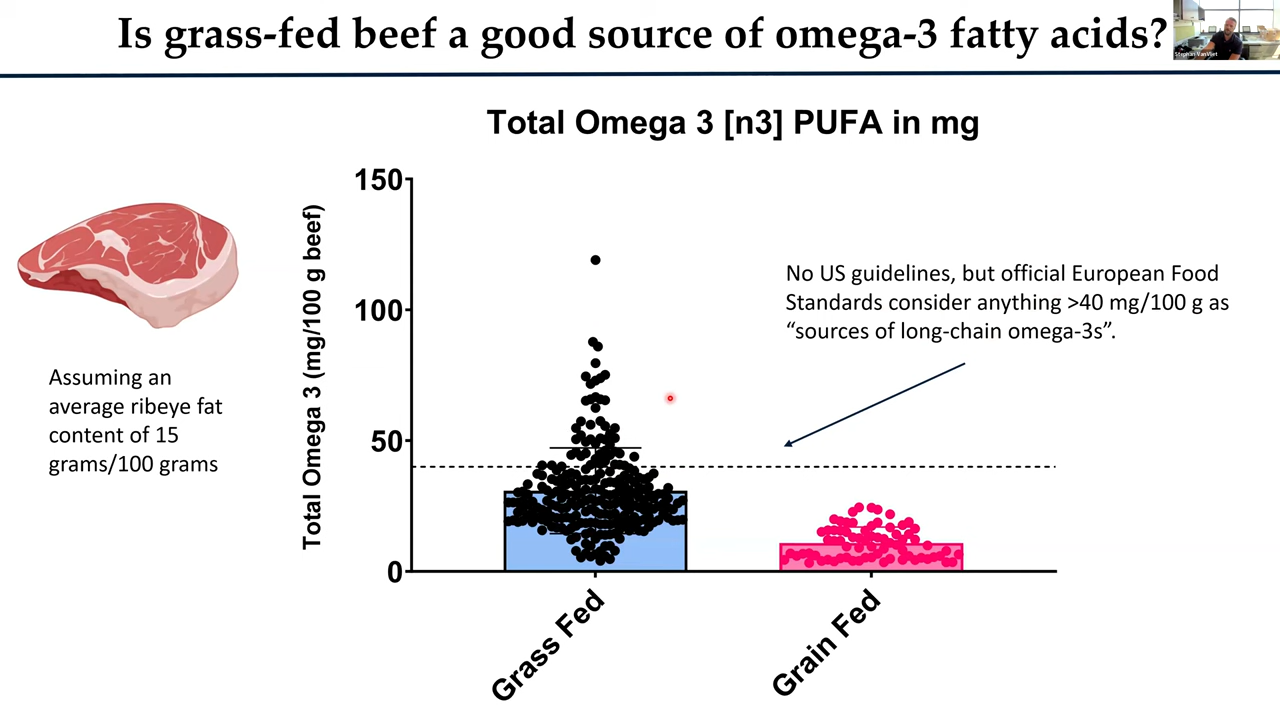 Is grass-fed beef a good source of omega-3 fatty acids?
Stephan VanVliet
Total Omega 3 [n3] PUFA in mg
Total Omega 3 (mg/100 g beef)
150
100
50
0
No US guidelines, but official European Food
Standards consider anything >40 mg/100 g as
“sources of long-chain omega-3s”.
Assuming an
average ribeye fat
content of 15
grams/100 grams
Grass Fed
Grain Fed